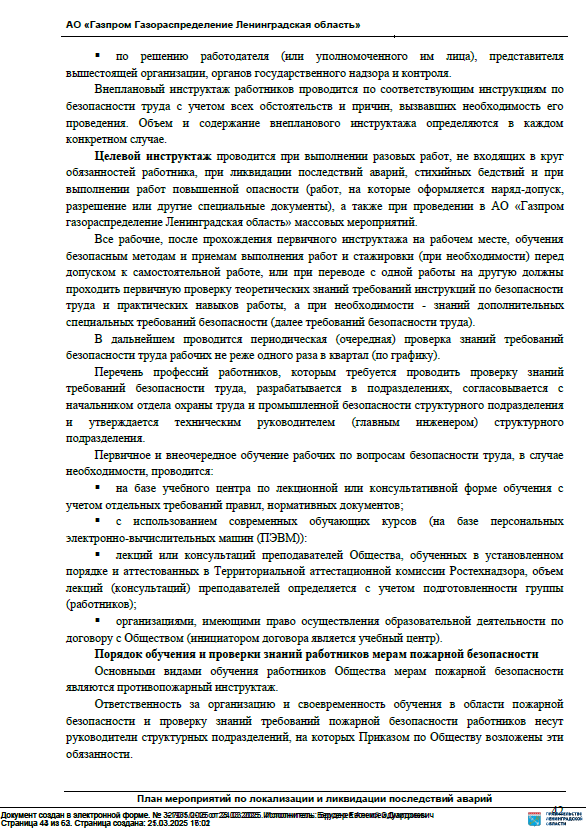 АО «Газпром Газораспределение Ленинградская область»
▪ по решению работодателя (или уполномоченного им лица), представителя
вышестоящей организации, органов государственного надзора и контроля.
Внеплановый инструктаж работников проводится по соответствующим инструкциям по
безопасности труда с учетом всех обстоятельств и причин, вызвавших необходимость его
проведения. Объем и содержание внепланового инструктажа определяются в каждом
конкретном случае.
Целевой инструктаж проводится при выполнении разовых работ, не входящих в круг
обязанностей работника, при ликвидации последствий аварий, стихийных бедствий и при
выполнении работ повышенной опасности (работ, на которые оформляется наряд-допуск,
разрешение или другие специальные документы), а также при проведении в АО «Газпром
газораспределение Ленинградская область» массовых мероприятий.
Все рабочие, после прохождения первичного инструктажа на рабочем месте, обучения
безопасным методам и приемам выполнения работ и стажировки (при необходимости) перед
допуском к самостоятельной работе, или при переводе с одной работы на другую должны
проходить первичную проверку теоретических знаний требований инструкций по безопасности
труда и практических навыков работы, а при необходимости - знаний дополнительных
специальных требований безопасности (далее требований безопасности труда).
В дальнейшем проводится периодическая (очередная) проверка знаний требований
безопасности труда рабочих не реже одного раза в квартал (по графику).
Перечень профессий работников, которым требуется проводить проверку знаний
требований безопасности труда, разрабатывается в подразделениях, согласовывается с
начальником отдела охраны труда и промышленной безопасности структурного подразделения
и утверждается техническим руководителем (главным инженером) структурного
подразделения.
Первичное и внеочередное обучение рабочих по вопросам безопасности труда, в случае
необходимости, проводится:
▪ на базе учебного центра по лекционной или консультативной форме обучения с
учетом отдельных требований правил, нормативных документов;
▪ с использованием современных обучающих курсов (на базе персональных
электронно-вычислительных машин (ПЭВМ)):
▪ лекций или консультаций преподавателей Общества, обученных в установленном
порядке и аттестованных в Территориальной аттестационной комиссии Ростехнадзора, объем
лекций (консультаций) преподавателей определяется с учетом подготовленности группы
(работников);
▪ организациями, имеющими право осуществления образовательной деятельности по
договору с Обществом (инициатором договора является учебный центр).
Порядок обучения и проверки знаний работников мерам пожарной безопасности
Основными видами обучения работников Общества мерам пожарной безопасности
являются противопожарный инструктаж.
Ответственность за организацию и своевременность обучения в области пожарной
безопасности и проверку знаний требований пожарной безопасности работников несут
руководители структурных подразделений, на которых Приказом по Обществу возложены эти
обязанности.
План мероприятий по локализации и ликвидации последствий аварий
42
Документ создан в электронной форме. №
Страница создана: